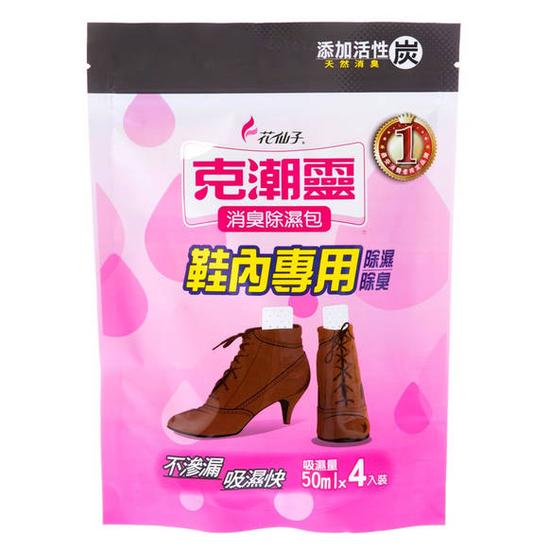 添加活性炭
天然消臭
花仙子®
1
克潮靈
消臭除濕包
鞋內專用
除濕
除臭
不滲漏
吸濕快
吸濕量
50ml×4入裝